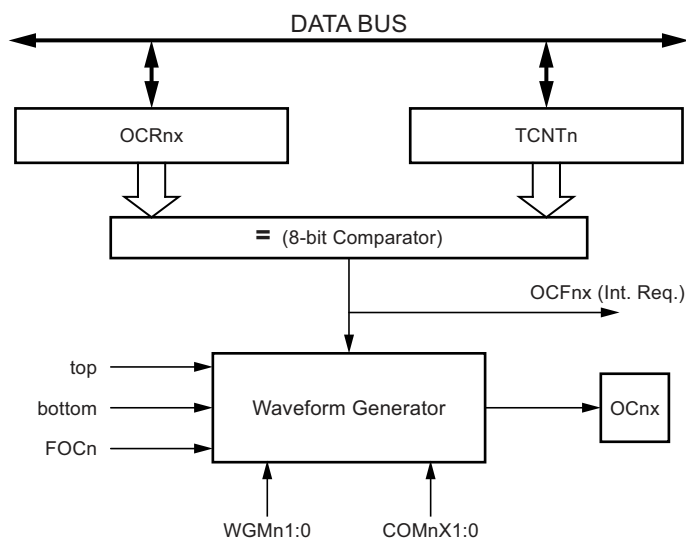 DATA BUS
OCRnx
TCNTn
= (8-bit Comparator)
OCFnx (Int. Req.)
top
bottom
FOCn
Waveform Generator
OCnx
WGMn1:0
COMnX1:0